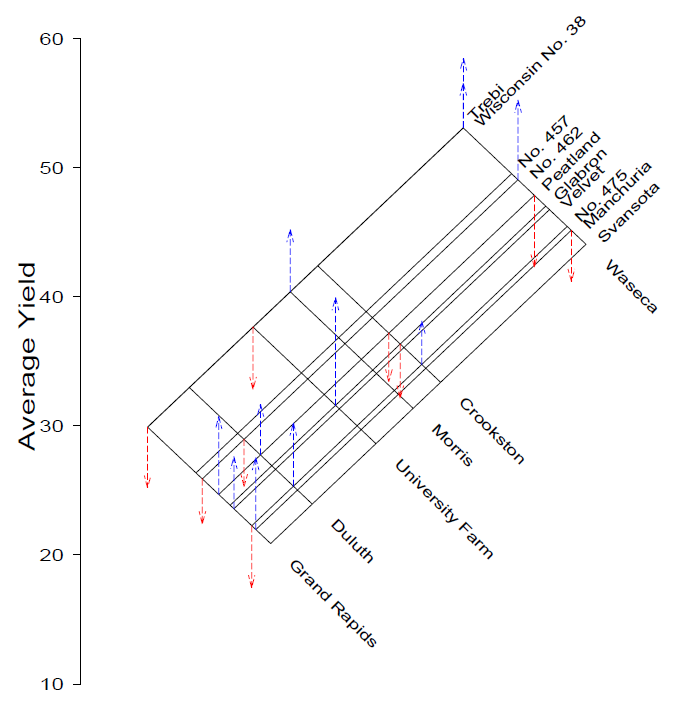 60
50
40
30
20
10
Average Yield
Trebi
Wisconsin No. 38
No. 457
No. 462
Peatland
Glabron
Velvet
No. 475
Manchuria
Svansota
Waseca
Crookston
Morris
University Farm
Duluth
Grand Rapids